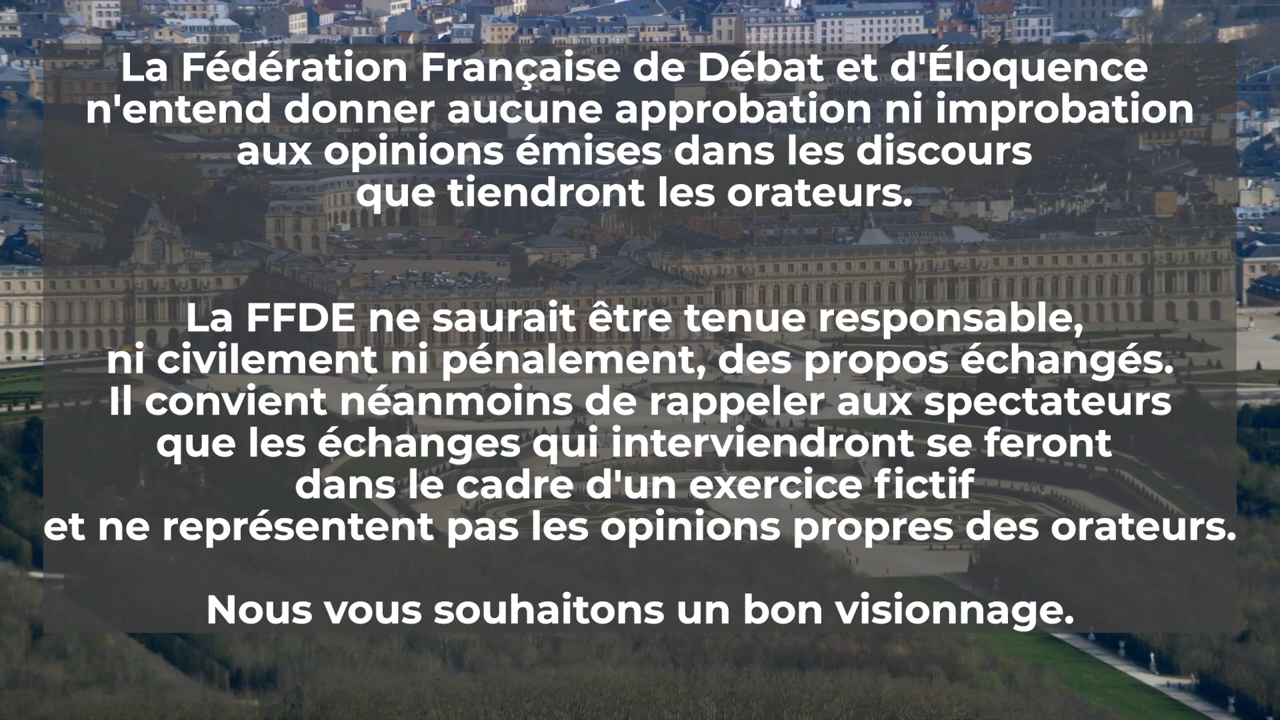 La Fédération Française de Débat et d'Éloquence
n'entend donner aucune approbation ni improbation
aux opinions émises dans les discours
que tiendront les orateurs.
La FFDE ne saurait être tenue responsable,
ni civilement ni pénalement, des propos échangés.
Il convient néanmoins de rappeler aux spectateurs
que les échanges qui interviendront se feront
dans le cadre d'un exercice fictif
et ne représentent pas les opinions propres des orateurs.
Nous vous souhaitons un bon visionnage.